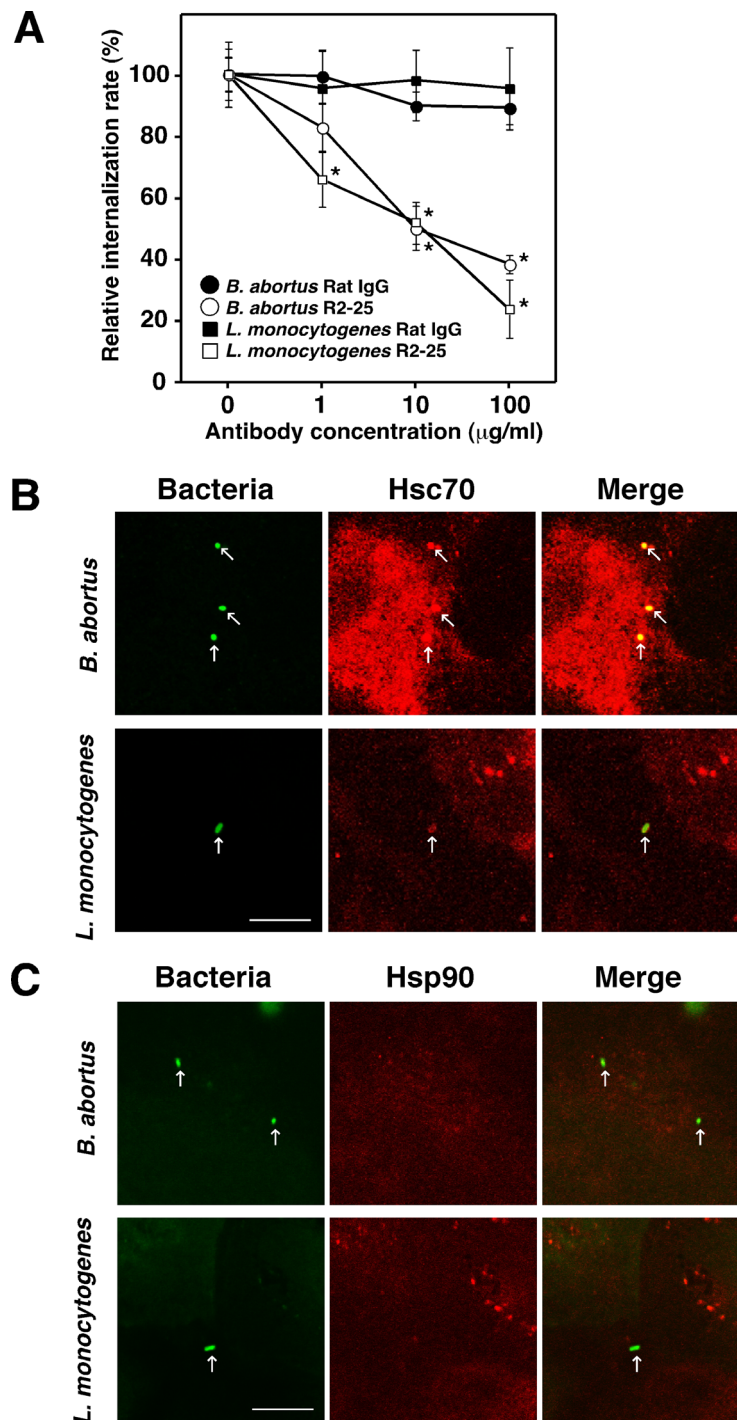 A
Relative internalization rate (%)
100
80
60
40
20
0
*
*
*
*
*
B. abortus Rat IgG
B. abortus R2-25
L. monocytogenes Rat IgG
L. monocytogenes R2-25
0 1 10 100
Antibody concentration (μg/ml)
B
Bacteria Hsc70 Merge
B. abortus
L. monocytogenes
C
Bacteria Hsp90 Merge
B. abortus
L. monocytogenes